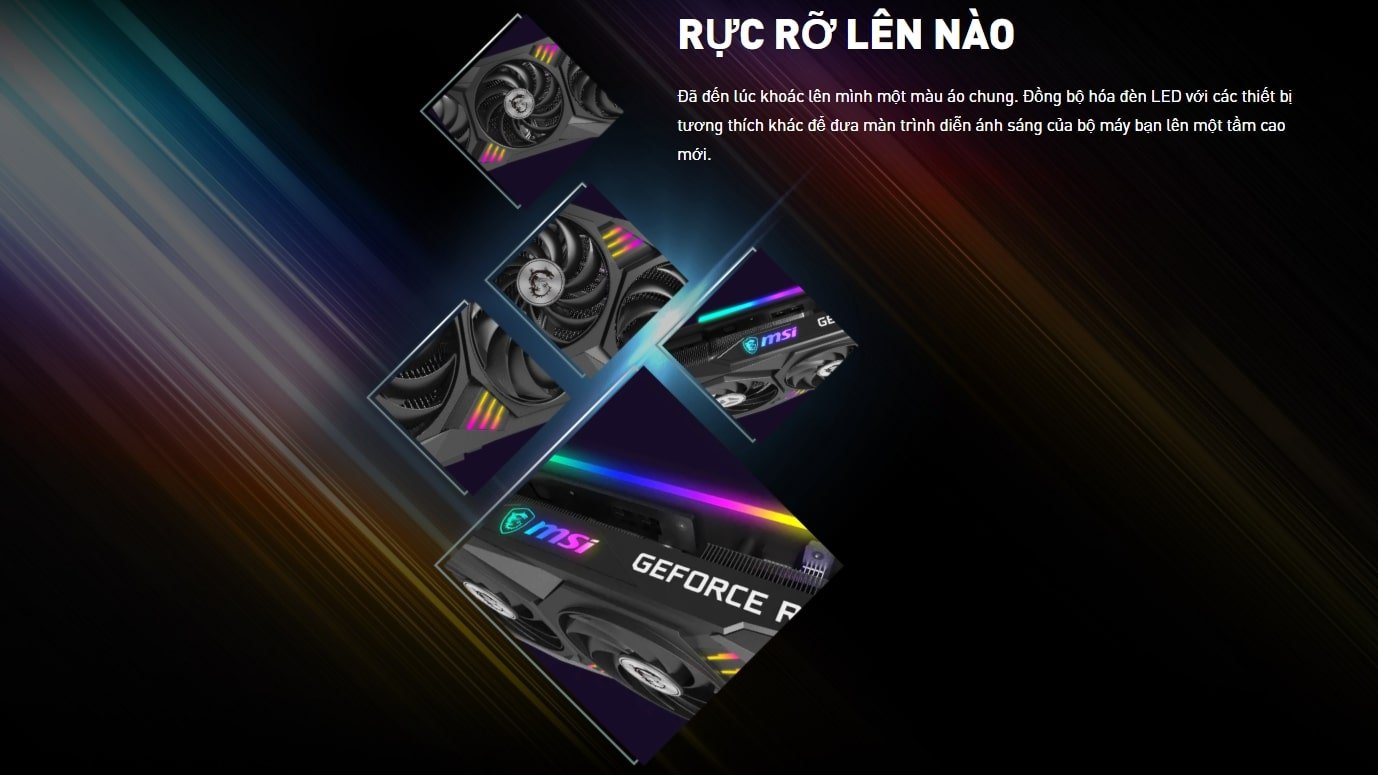 RỰC RỠ LÊN NÀO
Đã đến lúc khoác lên mình một màu áo chung. Đồng bộ hóa đèn LED với các thiết bị
tương thích khác để đưa màn trình diễn ánh sáng của bộ máy bạn lên một tầm cao
mới.
GE
msi
msi
GEFORCE R